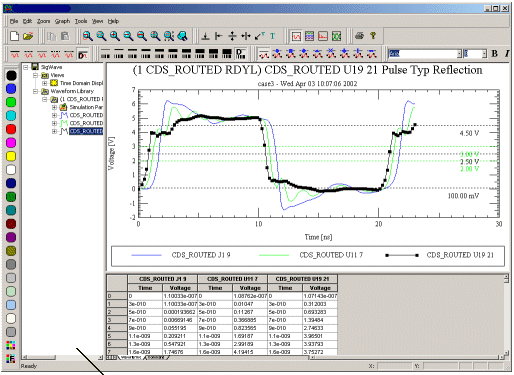 File Edit Zoom Graph Tools View Help
B I
SigWave
Views
Time Domain Displ
Waveform Library
(1 CDS_ROUTED F
Simulation Par
CDS_ROUTED
CDS_ROUTED
CDS_ROUTED
(1 CDS_ROUTED RDYL) CDS_ROUTED U19 21 Pulse Typ Reflection
case3 - Wed Apr 03 10:07:06 2002
Voltage [V]
7
6
5
4
3
2
1
0
-1
-2
4.50 V
3.00 V
2.50 V
2.00 V
100.00 mV
0 10 20 30
Time [ns]
CDS_ROUTED J1 9 CDS_ROUTED U11 7 CDS_ROUTED U19 21
CDS_ROUTED J1 9 CDS_ROUTED U11 7 CDS_ROUTED U19 21
Time Voltage Time Voltage Time Voltage
0 0 1.10033e-007 0 1.08762e-007 0 1.07143e-007
1 3e-010 1.10033e-007 3e-010 0.01047 3e-010 0.312003
2 5e-010 0.000193662 5e-010 0.11267 5e-010 0.693283
3 7e-010 0.00669146 7e-010 0.366885 7e-010 1.39484
4 9e-010 0.055195 9e-010 0.823565 9e-010 2.74633
5 1.1e-009 0.209211 1.1e-009 1.69187 1.1e-009 3.96501
6 1.3e-009 0.547921 1.3e-009 2.99189 1.3e-009 3.93793
7 1.6e-009 1.74676 1.6e-009 4.19415 1.6e-009 3.75272
Ready X: Y: